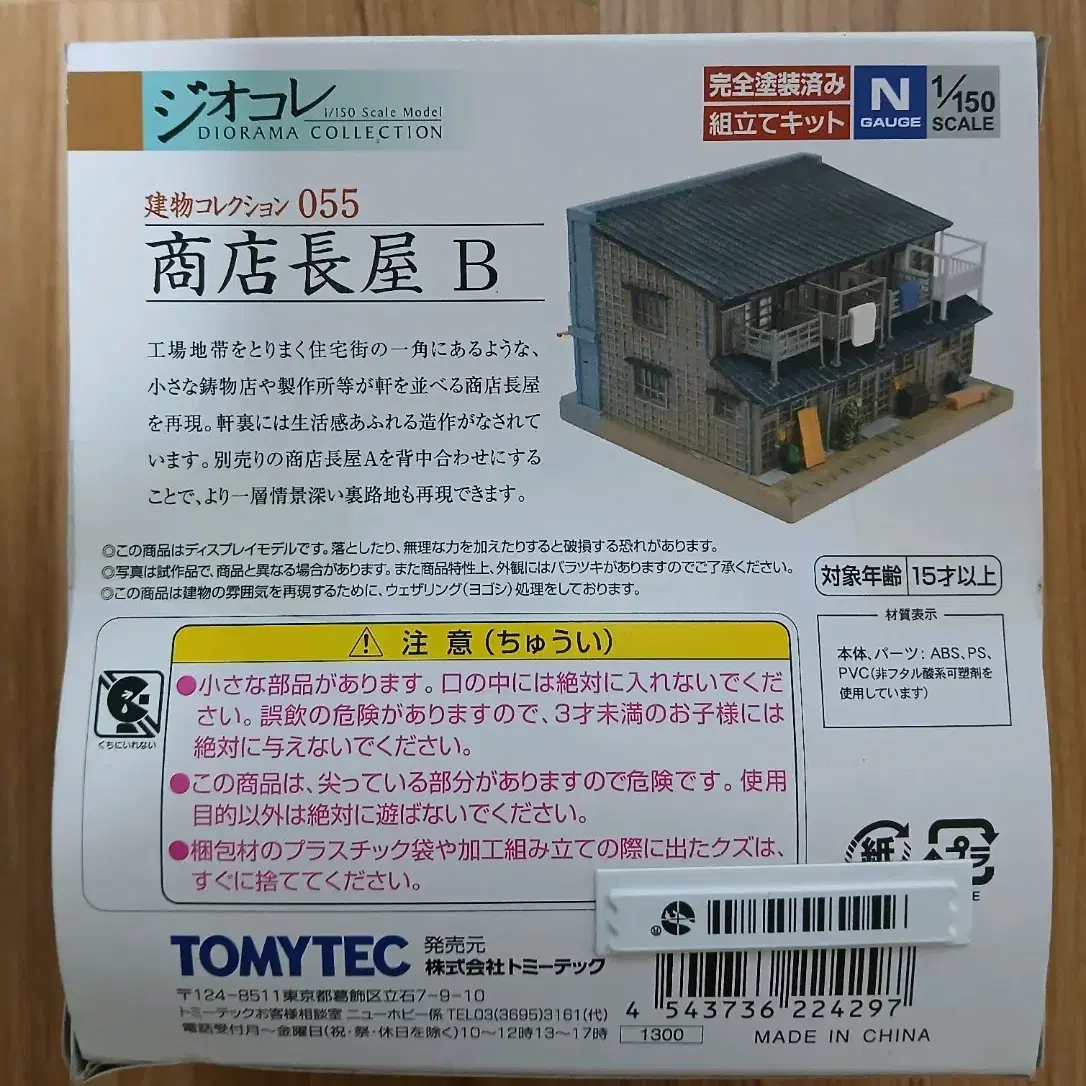 ジオコレ
1/150 Scale Model
DIORAMA COLLECTION
完全塗装済み
組立てキット
N
GAUGE
1/150
SCALE
建物コレクション 055
商店長屋 B
工場地帯をとりまく住宅街の一角にあるような、
小さな鋳物店や製作所等が軒を並べる商店長屋
を再現。軒裏には生活感あふれる造作がなされて
います。別売りの商店長屋Aを背中合わせにする
ことで、より一層情景深い裏路地も再現できます。
◎この商品はディスプレイモデルです。落としたり、無理な力を加えたりすると破損する恐れがあります。
◎写真は試作品で、商品と異なる場合があります。また商品特性上、外観にはバラツキがありますのでご了承ください。
◎この商品は建物の雰囲気を再現するために、ウェザリング(ヨゴシ)処理をしております。
対象年齢 15才以上
材質表示
本体、パーツ: ABS、PS、
PVC(非フタル酸系可塑剤を
使用しています)
注意(ちゅうい)
くちにいれない
●小さな部品があります。口の中には絶対に入れないでくだ
さい。誤飲の危険がありますので、3才未満のお子様には
絶対に与えないでください。
●この商品は、尖っている部分がありますので危険です。使用
目的以外は絶対に遊ばないでください。
●梱包材のプラスチック袋や加工組み立ての際に出たクズは、
すぐに捨ててください。
紙
プラ
TOMYTEC
発売元
株式会社トミーテック
〒124-8511東京都葛飾区立石7-9-10
トミーテックお客様相談室 ニューホビー係 TEL03(3695)3161(代)
電話受付月〜金曜日(祝・祭・休日を除く)10〜12時13〜17時
4 543736 224297
1300
MADE IN CHINA